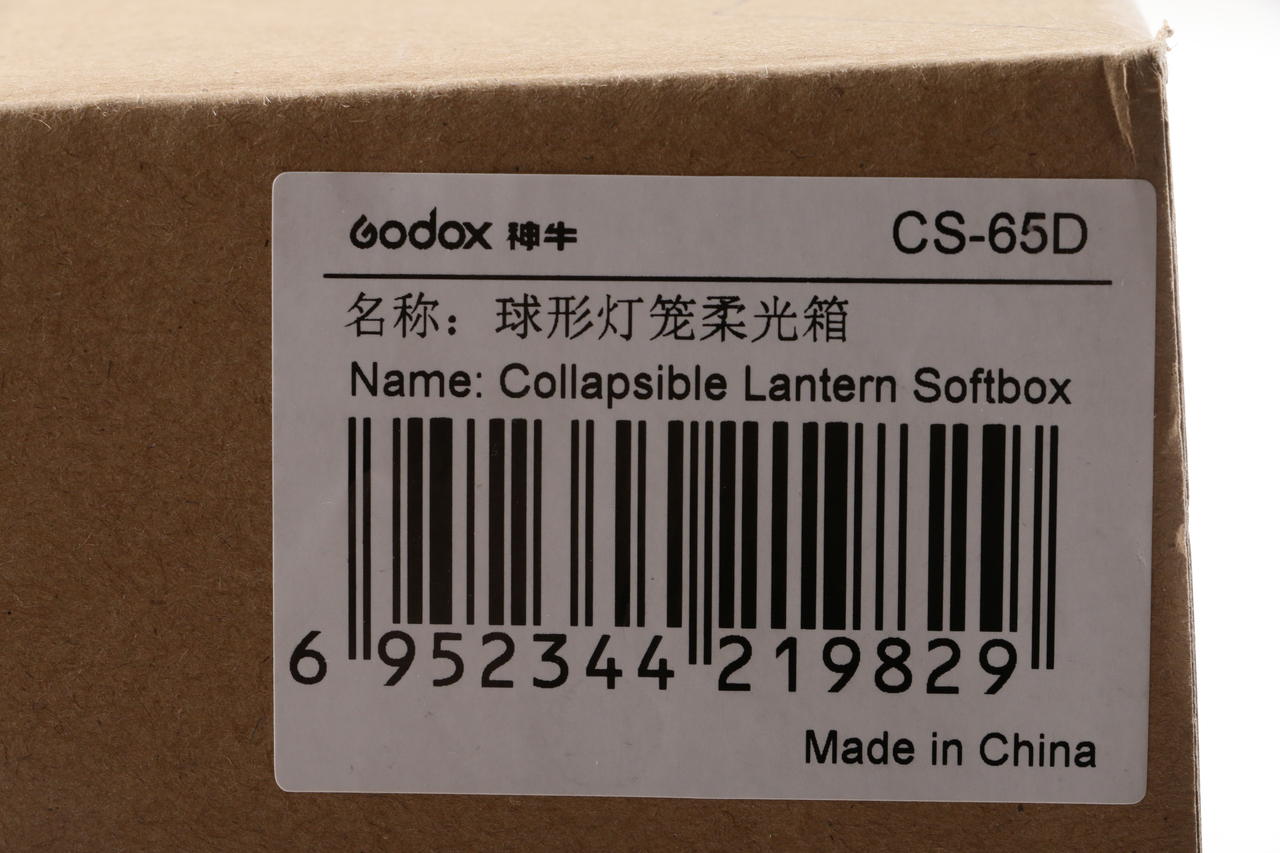 Godox 神牛 CS-65D
名称：球形灯笼柔光箱
Name: Collapsible Lantern Softbox
6 952344 219829
Made in China